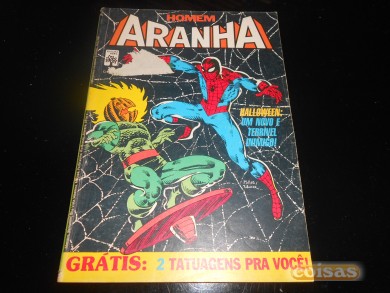 HOMEM
ARANHA
HALLOWEEN:
UM NOVO E
TERRÍVEL
INIMIGO!
GRÁTIS: 2 TATUAGENS PRA VOCÊ!
coisas